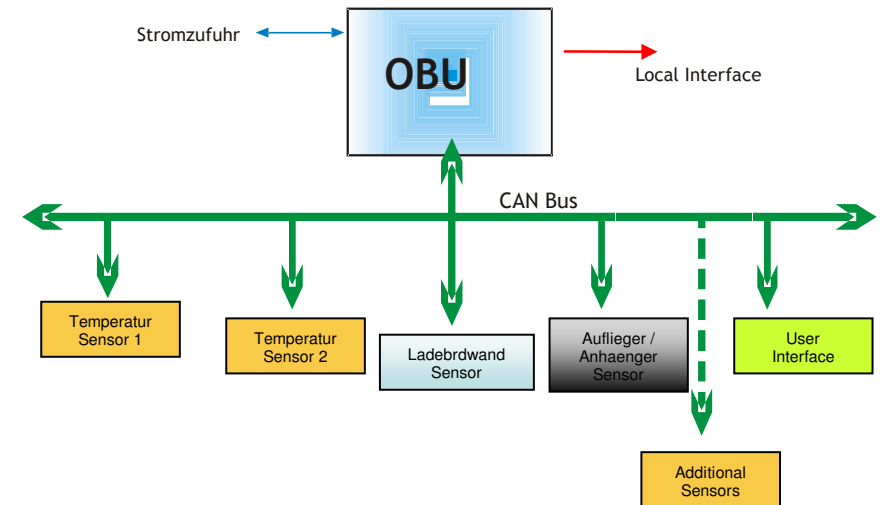 Stromzufuhr
OBU
Local Interface
CAN Bus
Temperatur
Sensor 1
Temperatur
Sensor 2
Ladebrdwand
Sensor
Auflieger /
Anhaenger
Sensor
User
Interface
Additional
Sensors